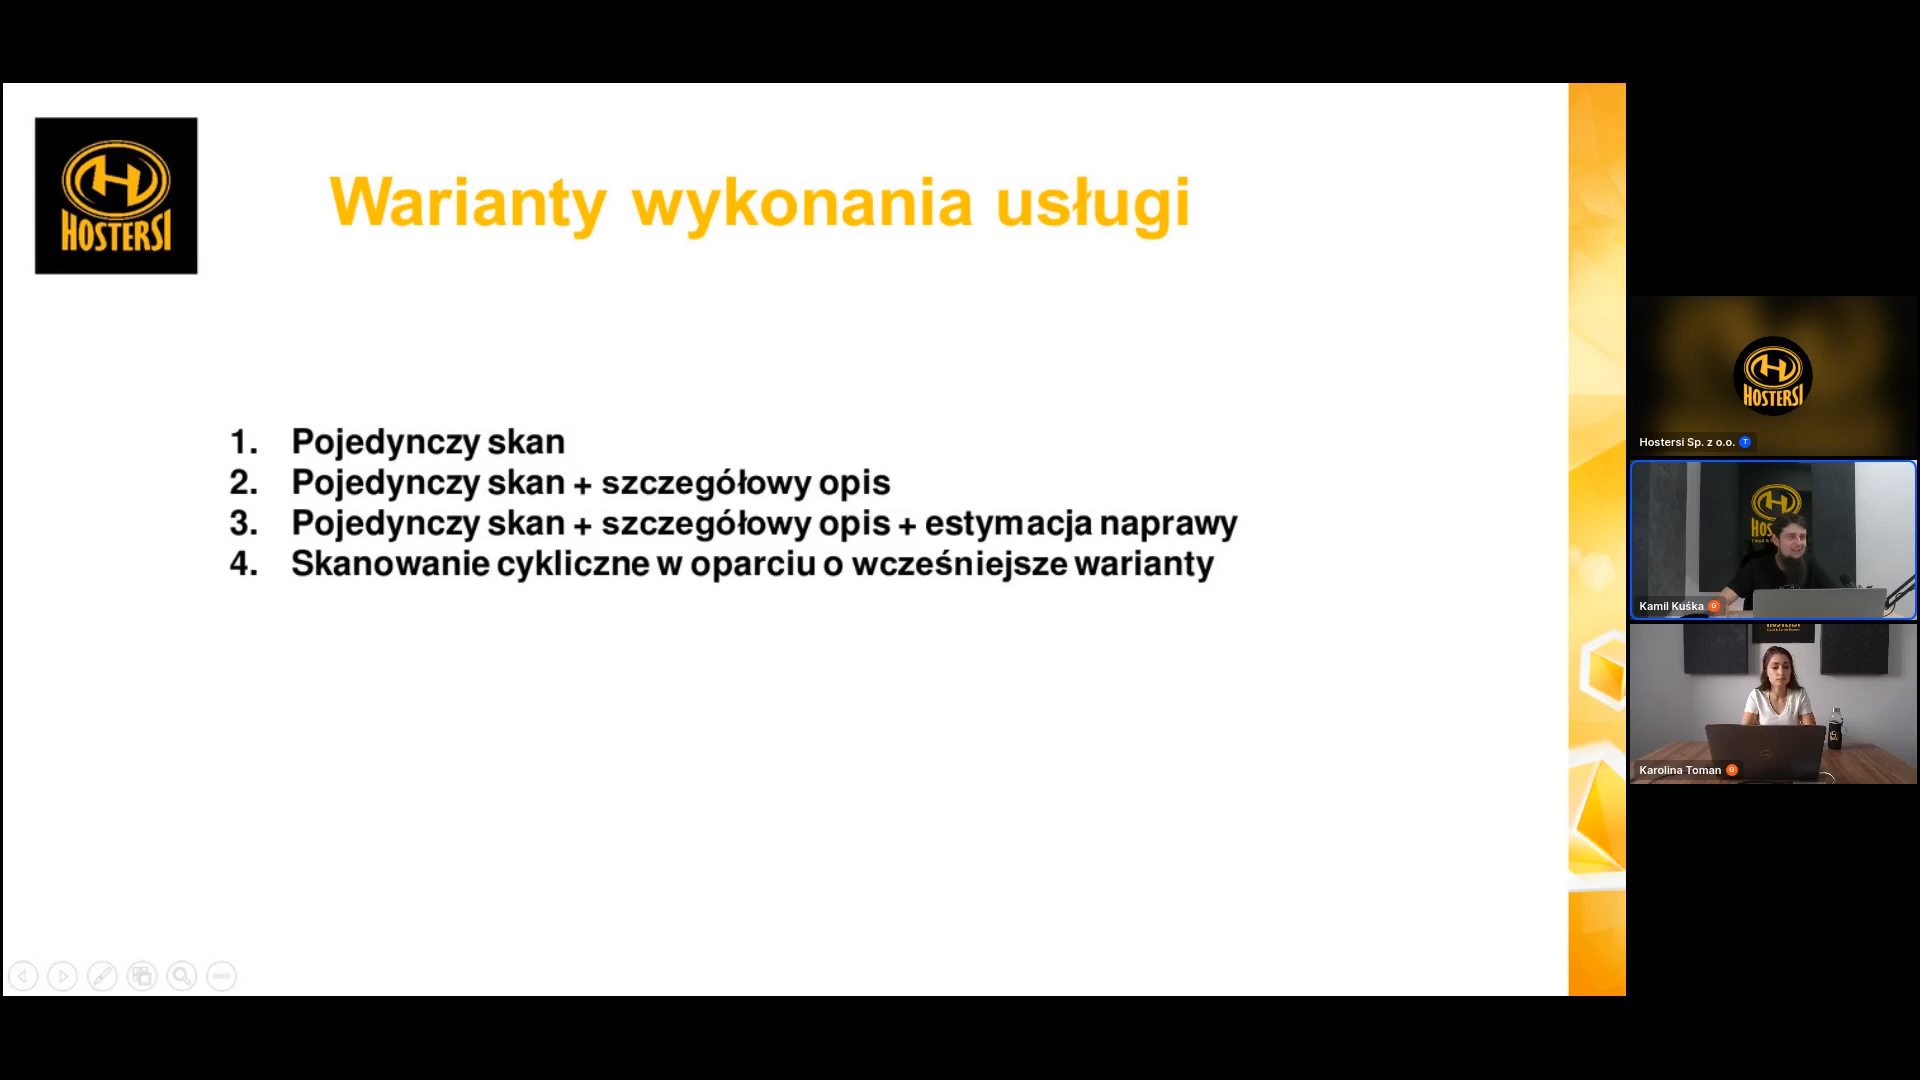 HOSTERSI
Warianty wykonania usługi
1. Pojedynczy skan
2. Pojedynczy skan + szczegółowy opis
3. Pojedynczy skan + szczegółowy opis + estymacja naprawy
4. Skanowanie cykliczne w oparciu o wcześniejsze warianty
HOSTERSI
Hostersi Sp. z o.o. T
HOS
Kamil Kuśka G
Karolina Toman G